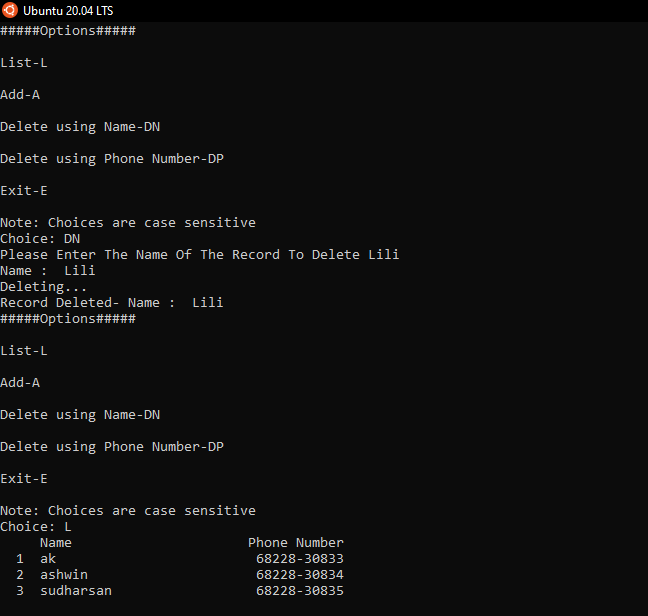 Ubuntu 20.04 LTS
#####Options#####
List-L
Add-A
Delete using Name-DN
Delete using Phone Number-DP
Exit-E
Note: Choices are case sensitive
Choice: DN
Please Enter The Name Of The Record To Delete Lili
Name :  Lili
Deleting...
Record Deleted- Name :  Lili
#####Options#####
List-L
Add-A
Delete using Name-DN
Delete using Phone Number-DP
Exit-E
Note: Choices are case sensitive
Choice: L
     Name                      Phone Number
  1  ak                         68228-30833
  2  ashwin                     68228-30834
  3  sudharsan                  68228-30835